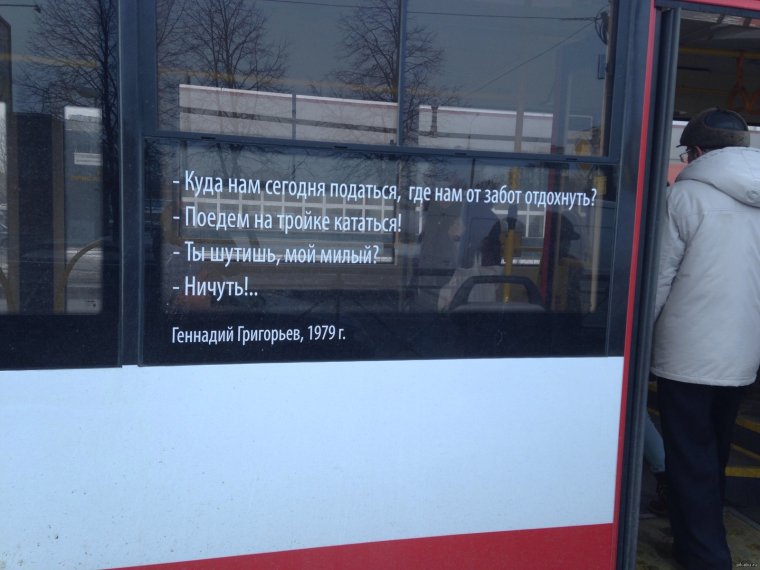 - Куда нам сегодня податься, где нам от забот отдохнуть?
- Поедем на тройке кататься!
- Ты шутишь, мой милый?
- Ничуть!..
Геннадий Григорьев, 1979 г.